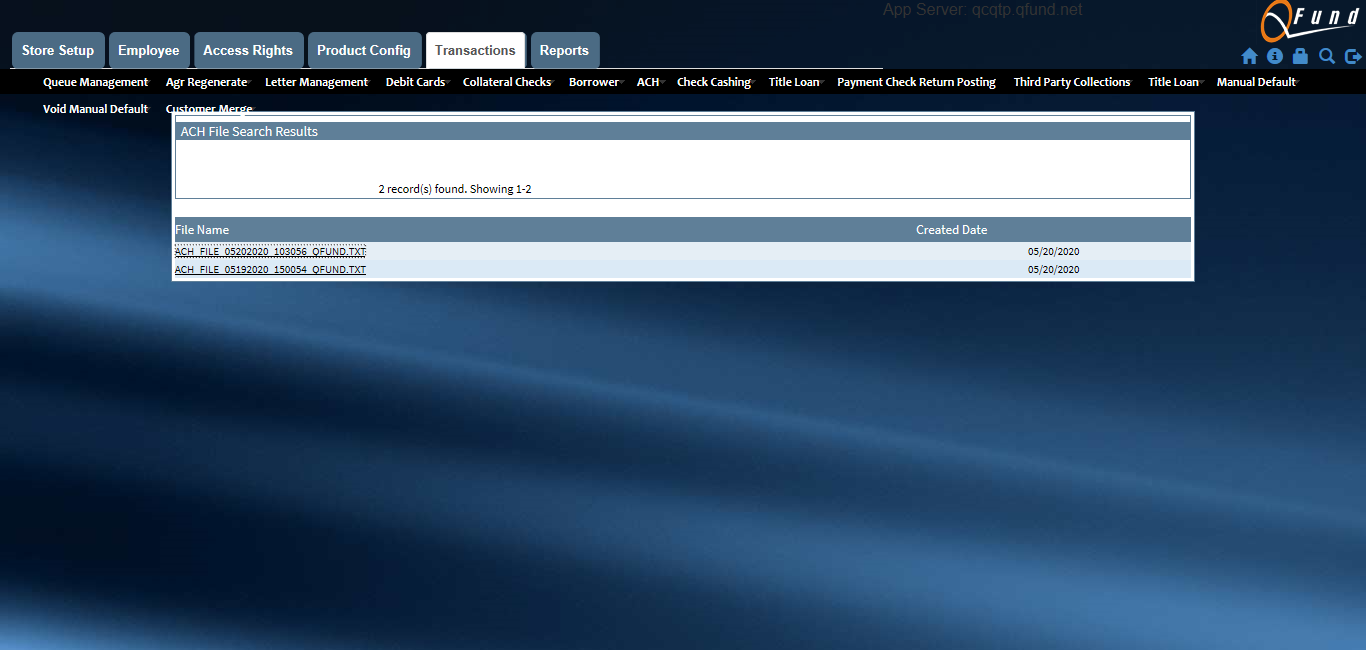 App Server: qcqtp.qfund.net
QFund
Store Setup Employee Access Rights Product Config Transactions Reports
Queue Management Agr Regenerate Letter Management Debit Cards Collateral Checks Borrower ACH Check Cashing Title Loan Payment Check Return Posting Third Party Collections Title Loan Manual Default
Void Manual Default Customer Merge
ACH File Search Results
2 record(s) found. Showing 1-2
File Name Created Date
ACH_FILE_05202020_103056_QFUND.TXT 05/20/2020
ACH_FILE_05192020_150054_QFUND.TXT 05/20/2020